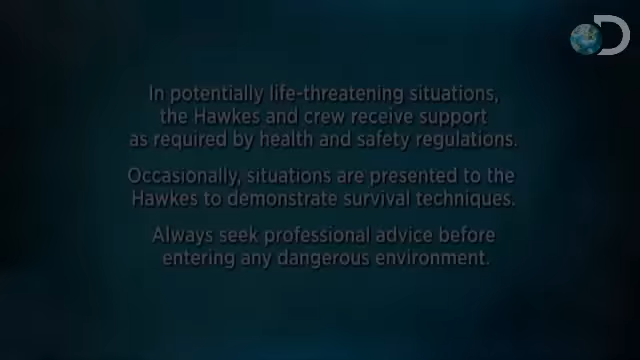 In potentially life-threatening situations,
the Hawkes and crew receive support
as required by health and safety regulations.
Occasionally, situations are presented to the
Hawkes to demonstrate survival techniques.
Always seek professional advice before
entering any dangerous environment.